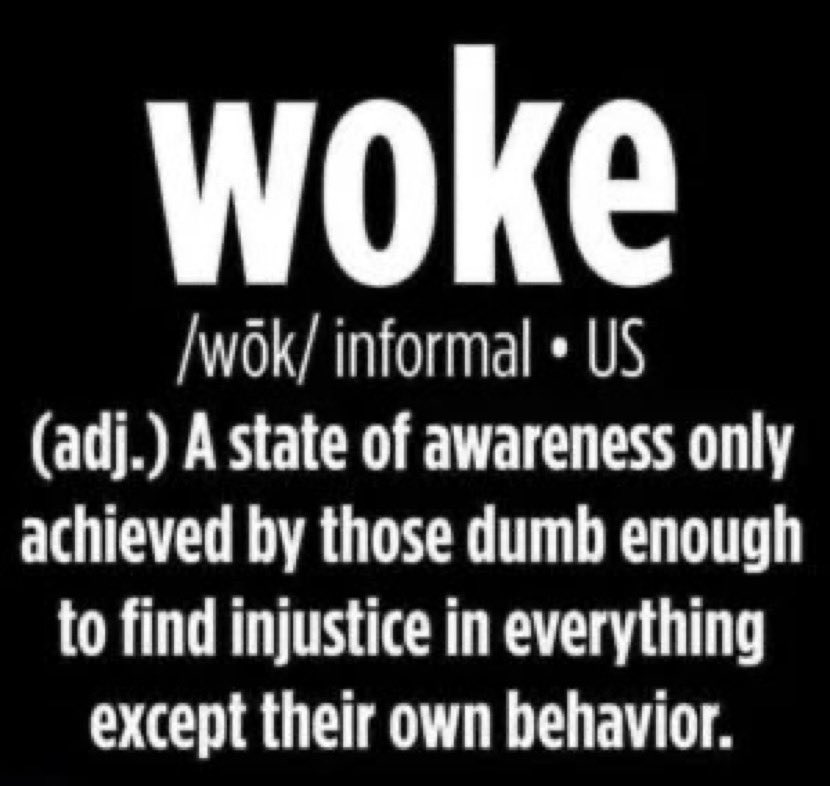 woke
/wōk/ informal • US
(adj.) A state of awareness only
achieved by those dumb enough
to find injustice in everything
except their own behavior.